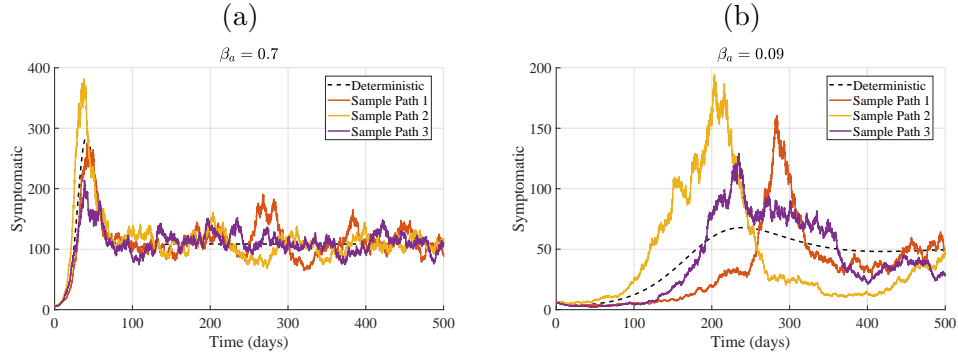 (a)
β_a = 0.7
400
300
200
100
0
0 100 200 300 400 500
Symptomatic
Time (days)
Deterministic
Sample Path 1
Sample Path 2
Sample Path 3
(b)
β_a = 0.09
200
150
100
50
0
0 100 200 300 400 500
Symptomatic
Time (days)
Deterministic
Sample Path 1
Sample Path 2
Sample Path 3